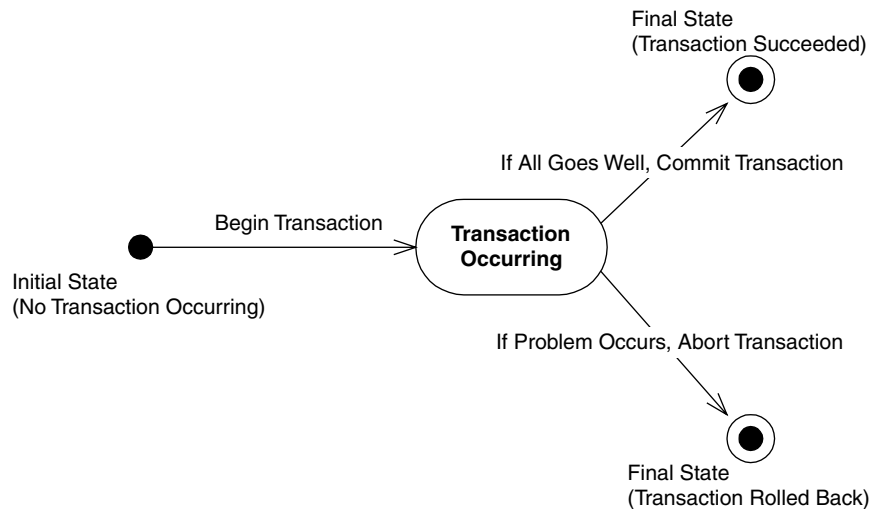 Final State
(Transaction Succeeded)
If All Goes Well, Commit Transaction
Begin Transaction
Transaction
Occurring
Initial State
(No Transaction Occurring)
If Problem Occurs, Abort Transaction
Final State
(Transaction Rolled Back)